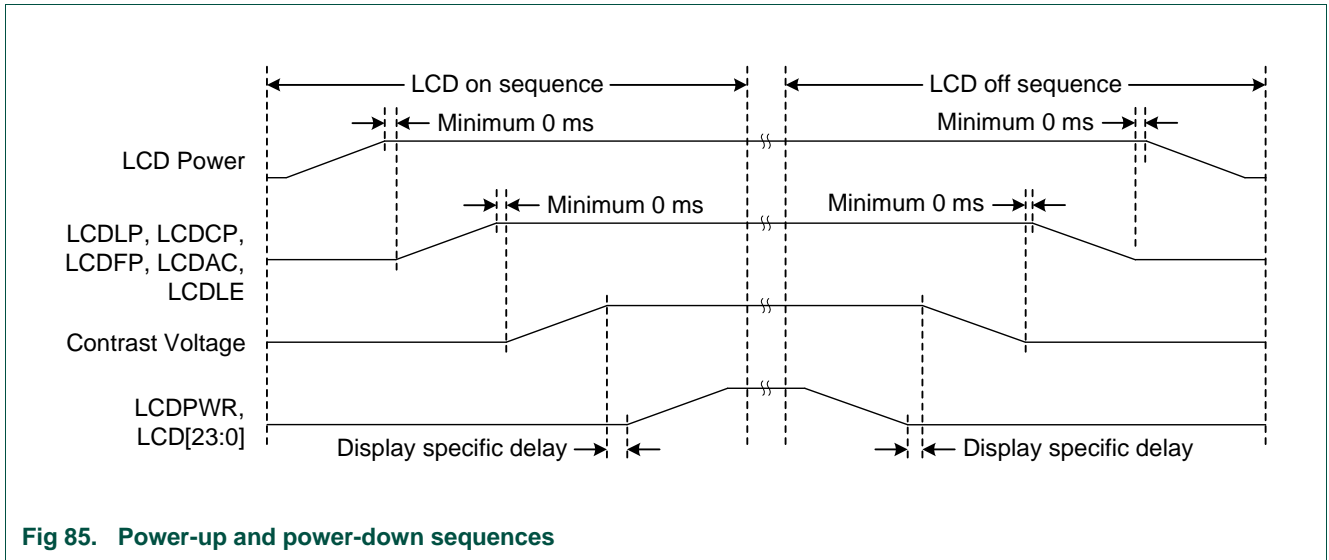 LCD on sequence
LCD off sequence
Minimum 0 ms
Minimum 0 ms
LCD Power
Minimum 0 ms
Minimum 0 ms
LCDLP, LCDCP,
LCDFP, LCDAC,
LCDLE
Contrast Voltage
LCDPWR,
LCD[23:0]
Display specific delay
Display specific delay
Fig 85. Power-up and power-down sequences